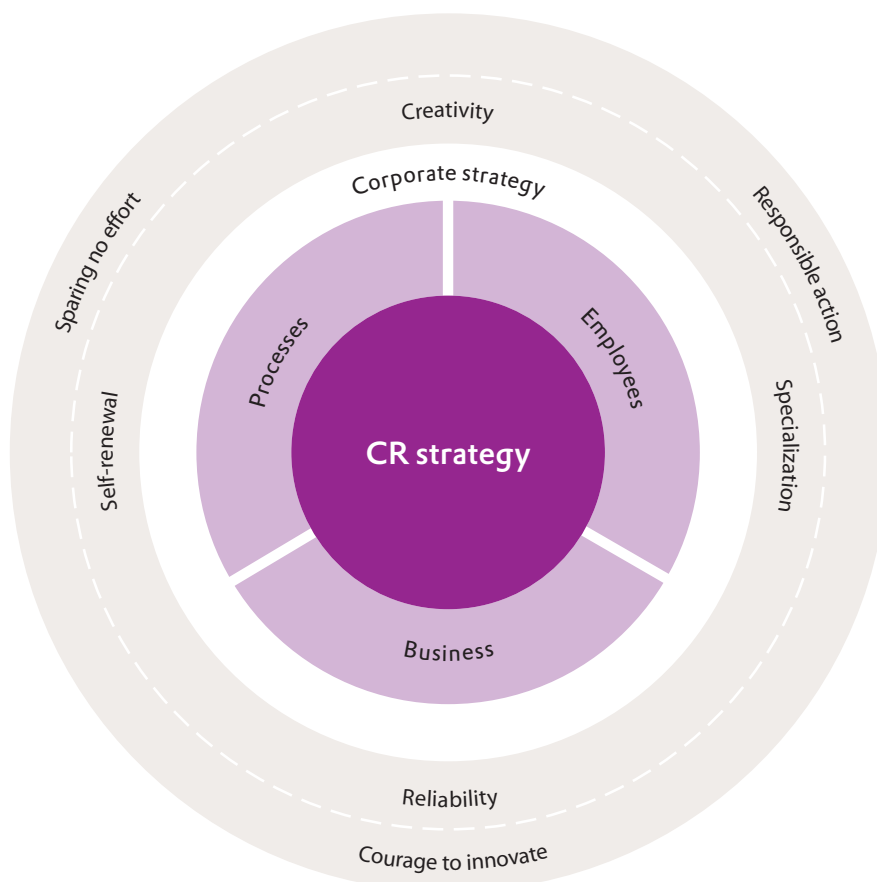 Creativity
Corporate strategy
Sparing no effort
Responsible action
Processes
Employees
Self-renewal
Specialization
CR strategy
Business
Reliability
Courage to innovate